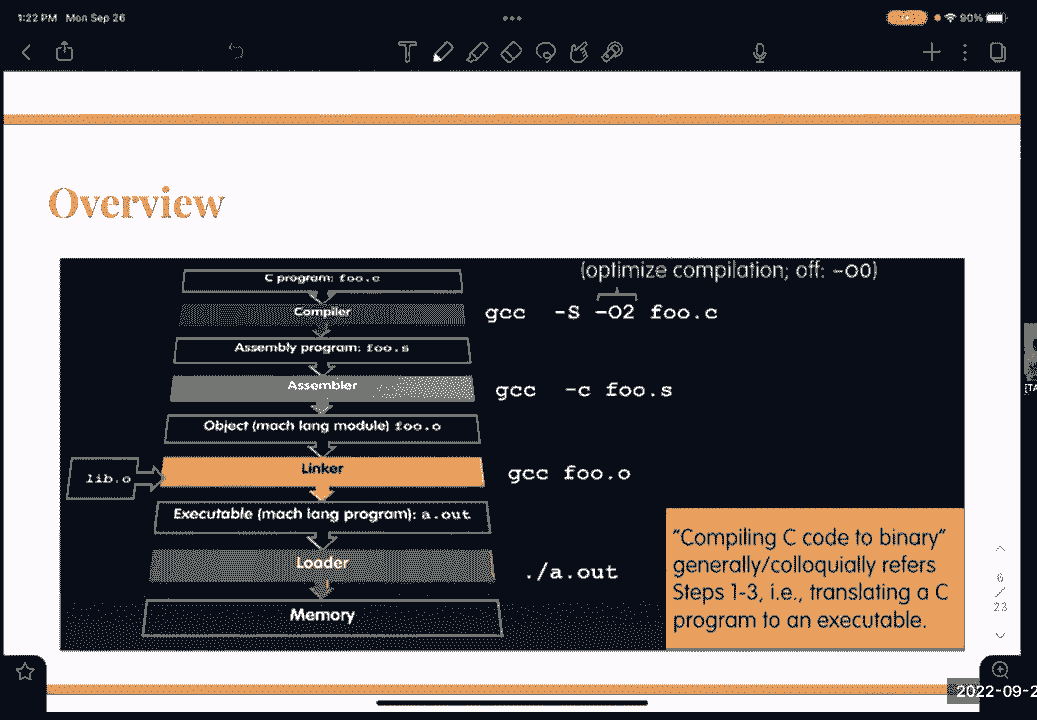 1:22 PM Mon Sep 26
90%
Overview
(optimize compilation; off: -O0)
C program: foo.c
Compiler
gcc -S -O2 foo.c
Assembly program: foo.s
Assembler
gcc -c foo.s
Object (mach lang module) foo.o
lib.o
Linker
gcc foo.o
Executable (mach lang program): a.out
Loader
./a.out
Memory
"Compiling C code to binary"
generally/colloquially refers
Steps 1-3, i.e., translating a C
program to an executable.
6
/
23
2022-09-2